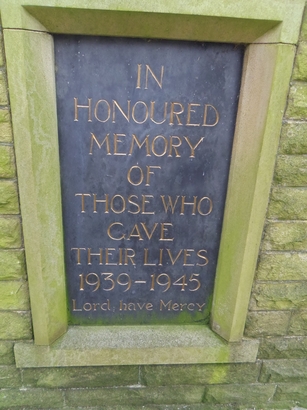 IN
HONOURED
MEMORY
OF
THOSE WHO
GAVE
THEIR LIVES
1939-1945
Lord, have Mercy